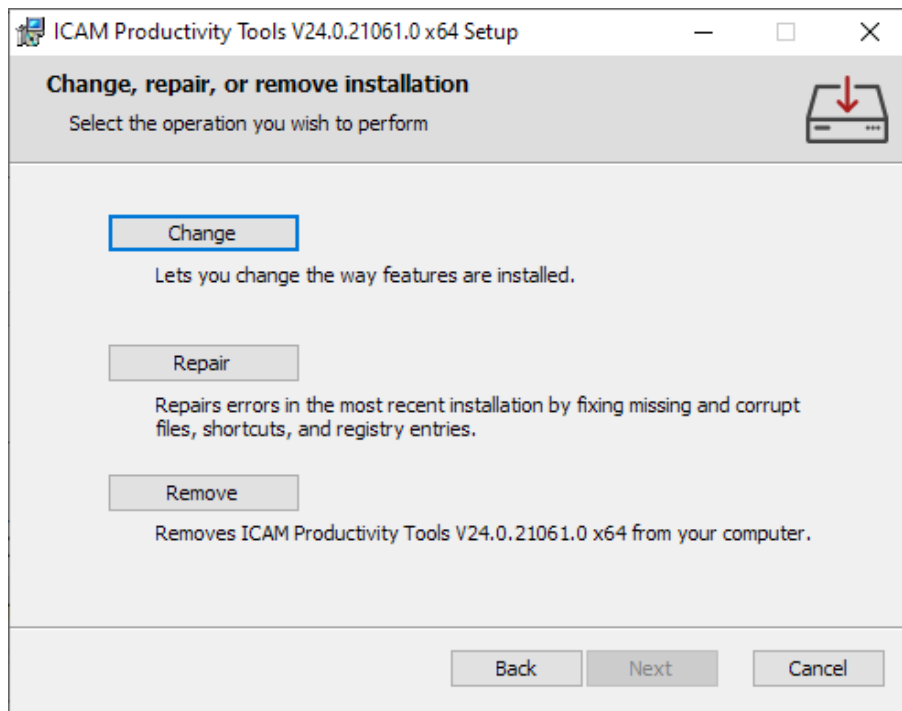 ICAM Productivity Tools V24.0.21061.0 x64 Setup
Change, repair, or remove installation
Select the operation you wish to perform
Change
Lets you change the way features are installed.
Repair
Repairs errors in the most recent installation by fixing missing and corrupt
files, shortcuts, and registry entries.
Remove
Removes ICAM Productivity Tools V24.0.21061.0 x64 from your computer.
Back Next Cancel